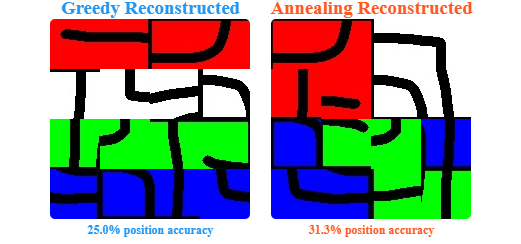 Greedy Reconstructed
Annealing Reconstructed
25.0% position accuracy
31.3% position accuracy